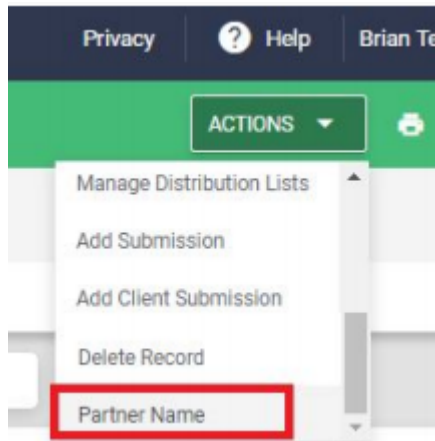 Privacy
Help
Brian Te
ACTIONS
Manage Distribution Lists
Add Submission
Add Client Submission
Delete Record
Partner Name